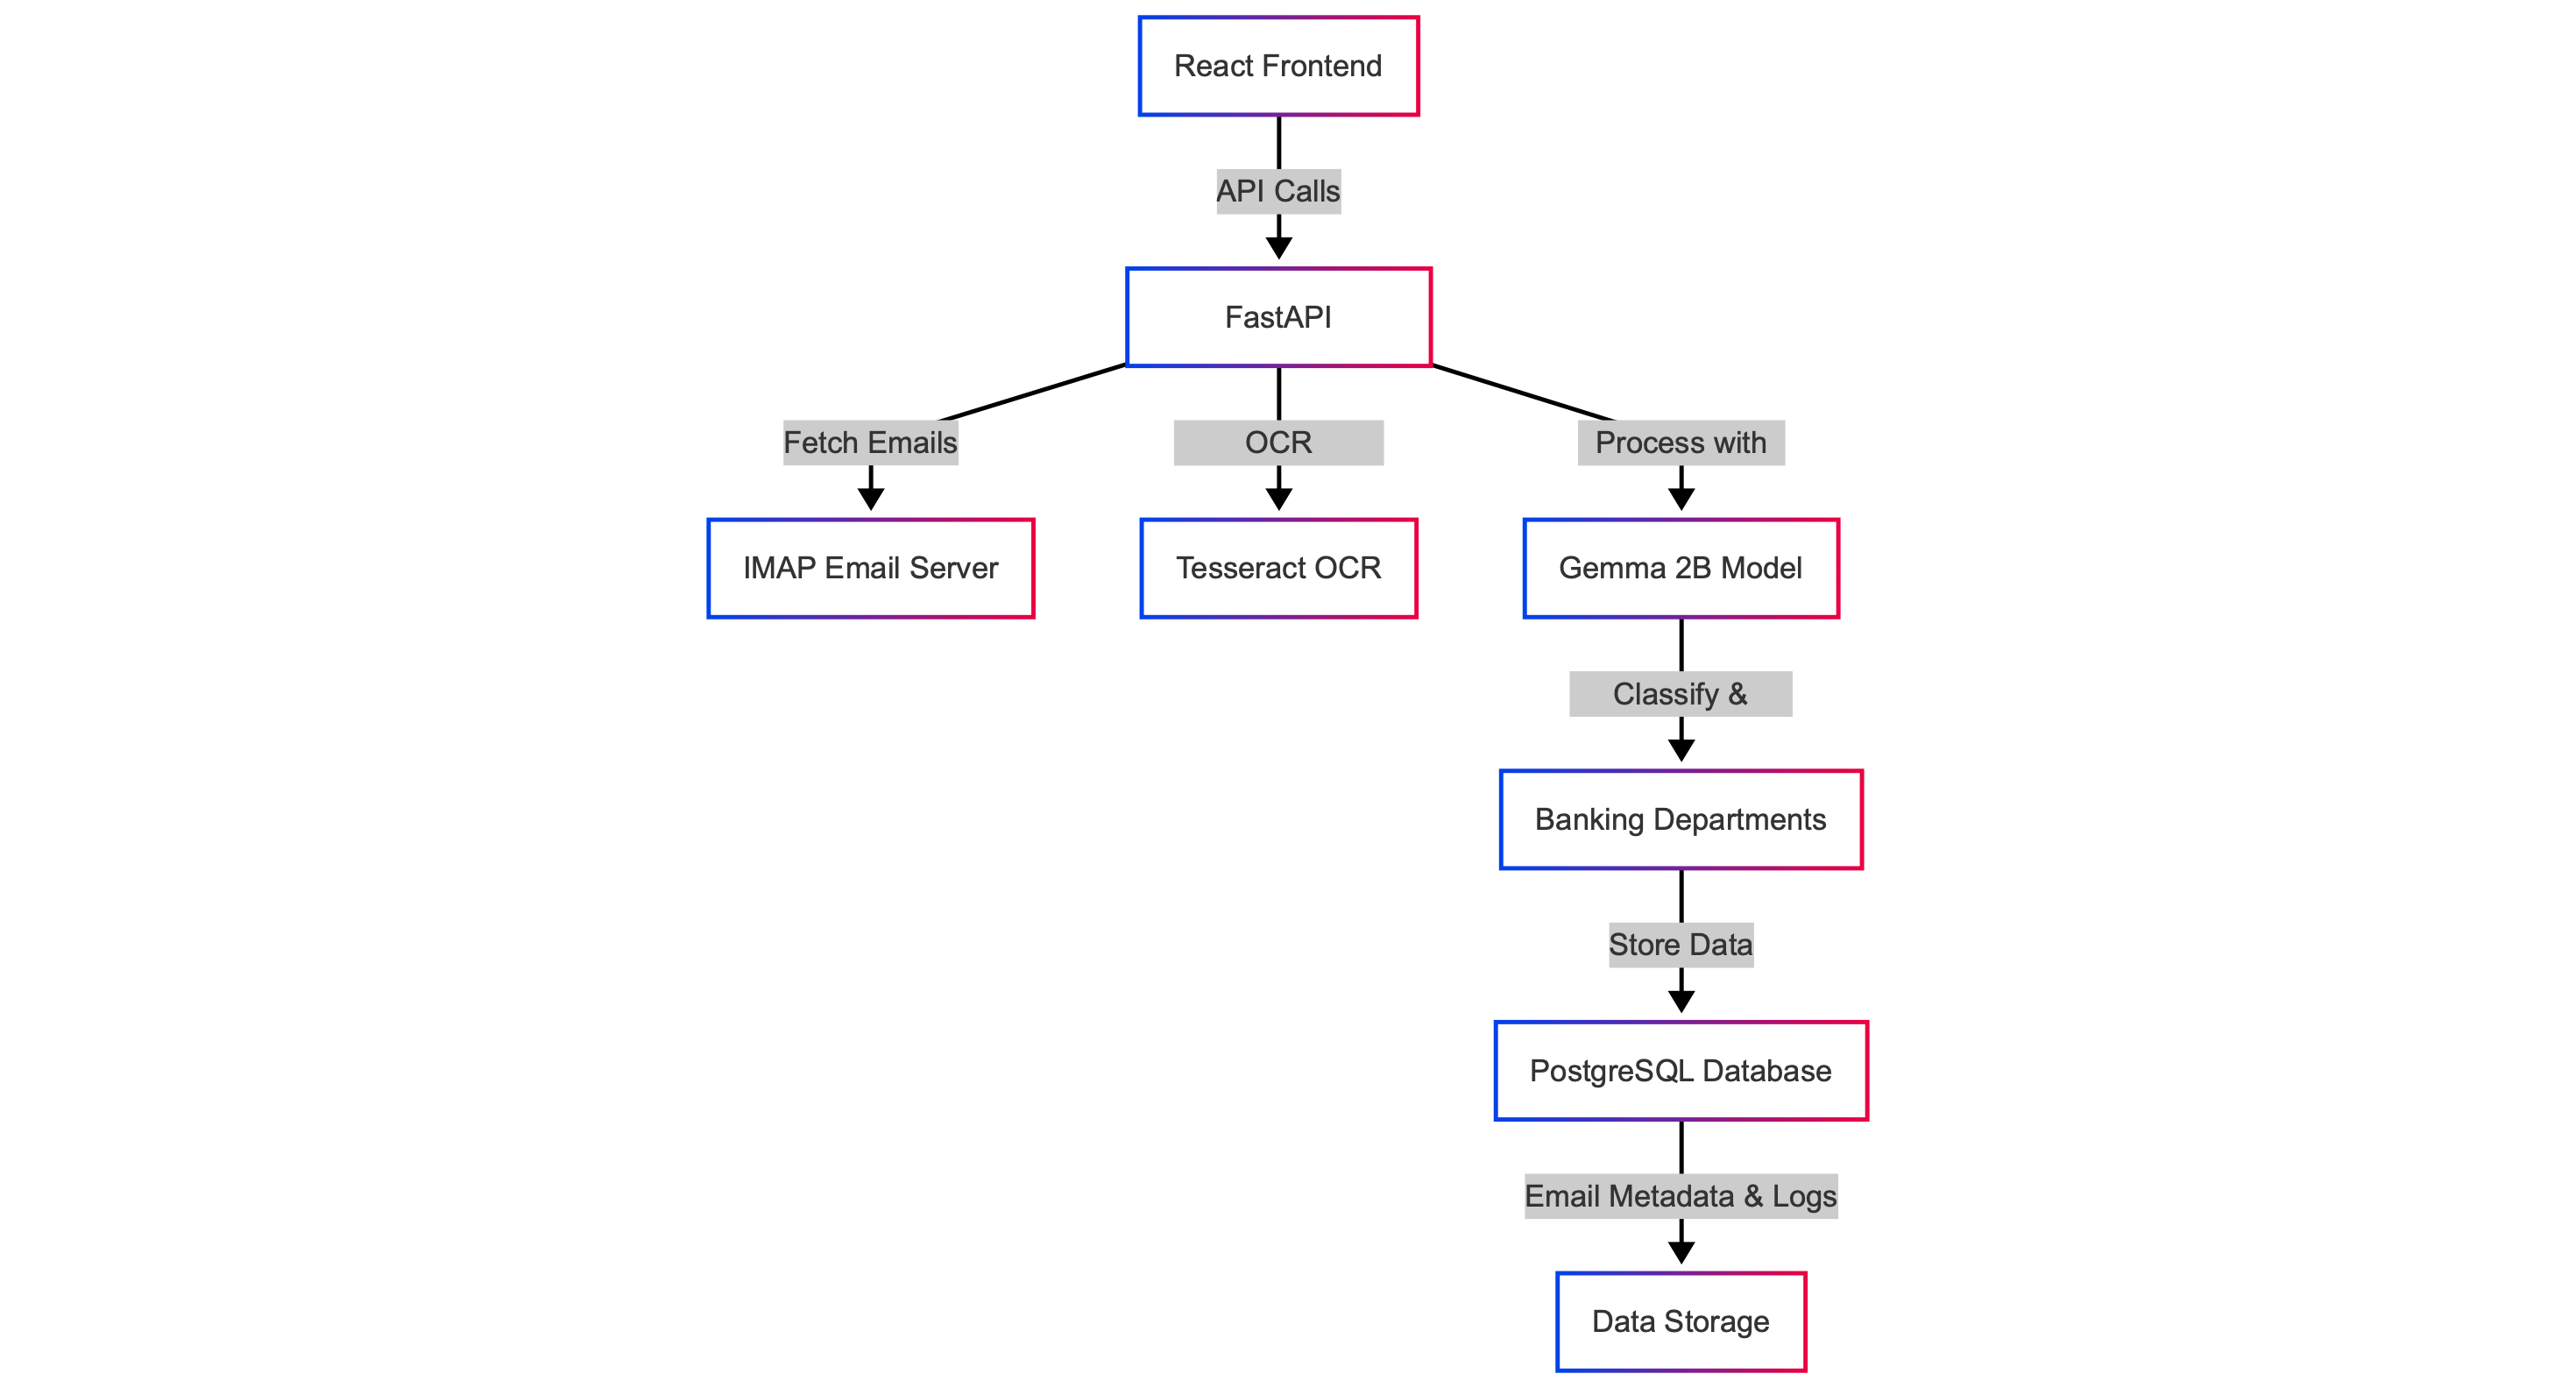 React Frontend
API Calls
FastAPI
Fetch Emails
OCR
Process with
IMAP Email Server
Tesseract OCR
Gemma 2B Model
Classify &
Banking Departments
Store Data
PostgreSQL Database
Email Metadata & Logs
Data Storage